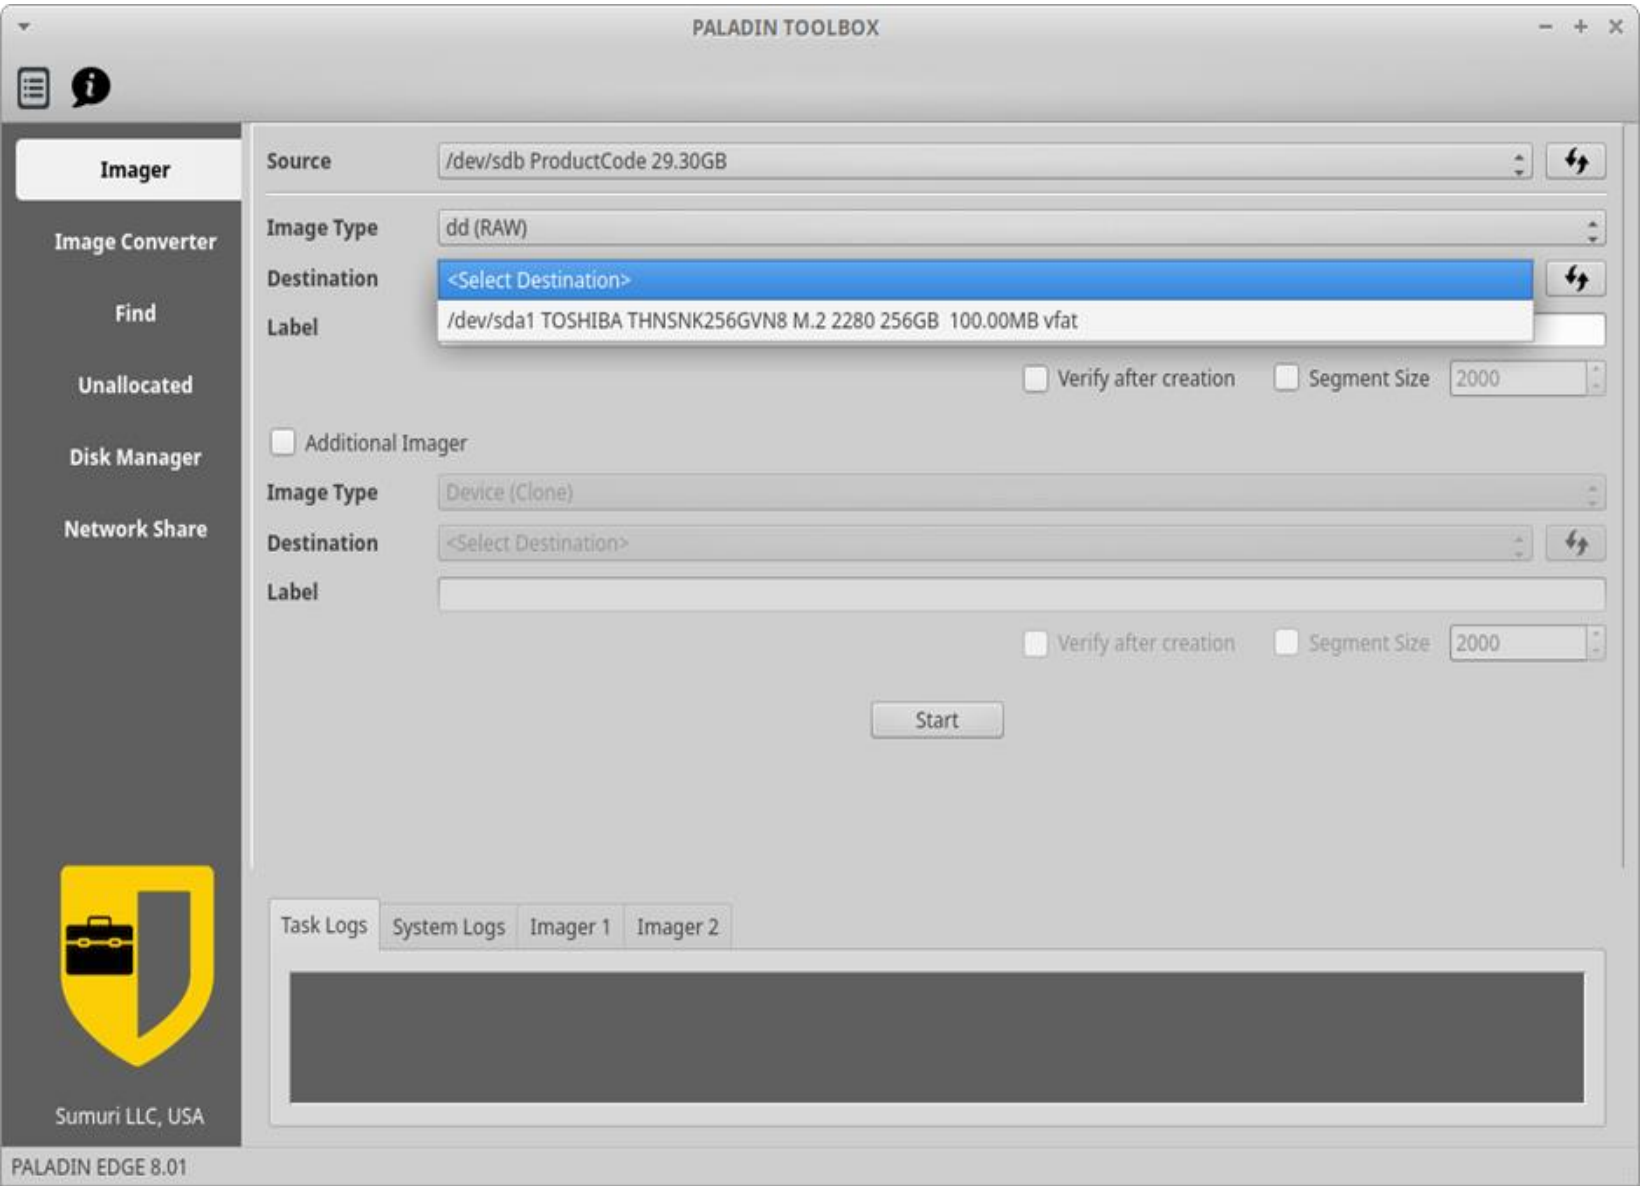 PALADIN TOOLBOX
Imager
Image Converter
Find
Unallocated
Disk Manager
Network Share
Source
/dev/sdb ProductCode 29.30GB
Image Type
dd (RAW)
Destination
<Select Destination>
/dev/sda1 TOSHIBA THNSNK256GVN8 M.2 2280 256GB  100.00MB vfat
Label
Verify after creation
Segment Size
2000
Additional Imager
Image Type
Device (Clone)
Destination
<Select Destination>
Label
Verify after creation
Segment Size
2000
Start
Task Logs
System Logs
Imager 1
Imager 2
Sumuri LLC, USA
PALADIN EDGE 8.01